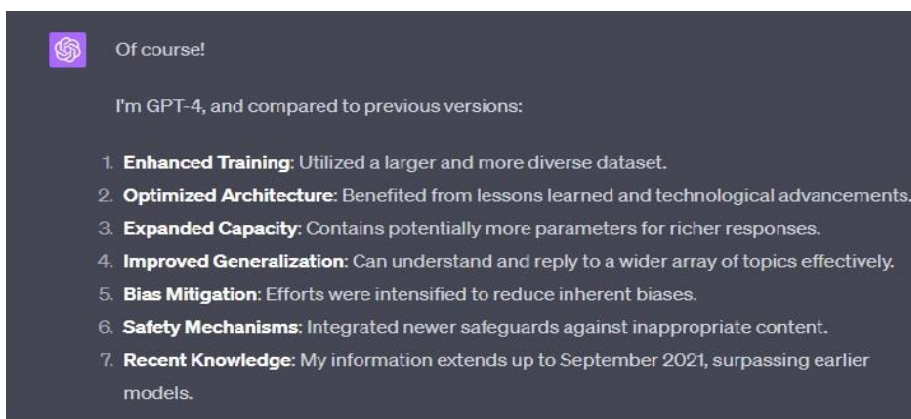 Of course!
I'm GPT-4, and compared to previous versions:
1. Enhanced Training: Utilized a larger and more diverse dataset.
2. Optimized Architecture: Benefited from lessons learned and technological advancements.
3. Expanded Capacity: Contains potentially more parameters for richer responses.
4. Improved Generalization: Can understand and reply to a wider array of topics effectively.
5. Bias Mitigation: Efforts were intensified to reduce inherent biases.
6. Safety Mechanisms: Integrated newer safeguards against inappropriate content.
7. Recent Knowledge: My information extends up to September 2021, surpassing earlier
models.